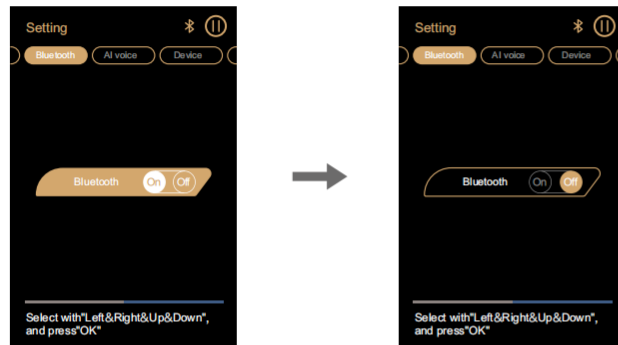 Setting
Bluetooth AI voice Device
Bluetooth On Off
Select with"Left&Right&Up&Down",
and press"OK"
Setting
Bluetooth AI voice Device
Bluetooth On Off
Select with"Left&Right&Up&Down",
and press"OK"